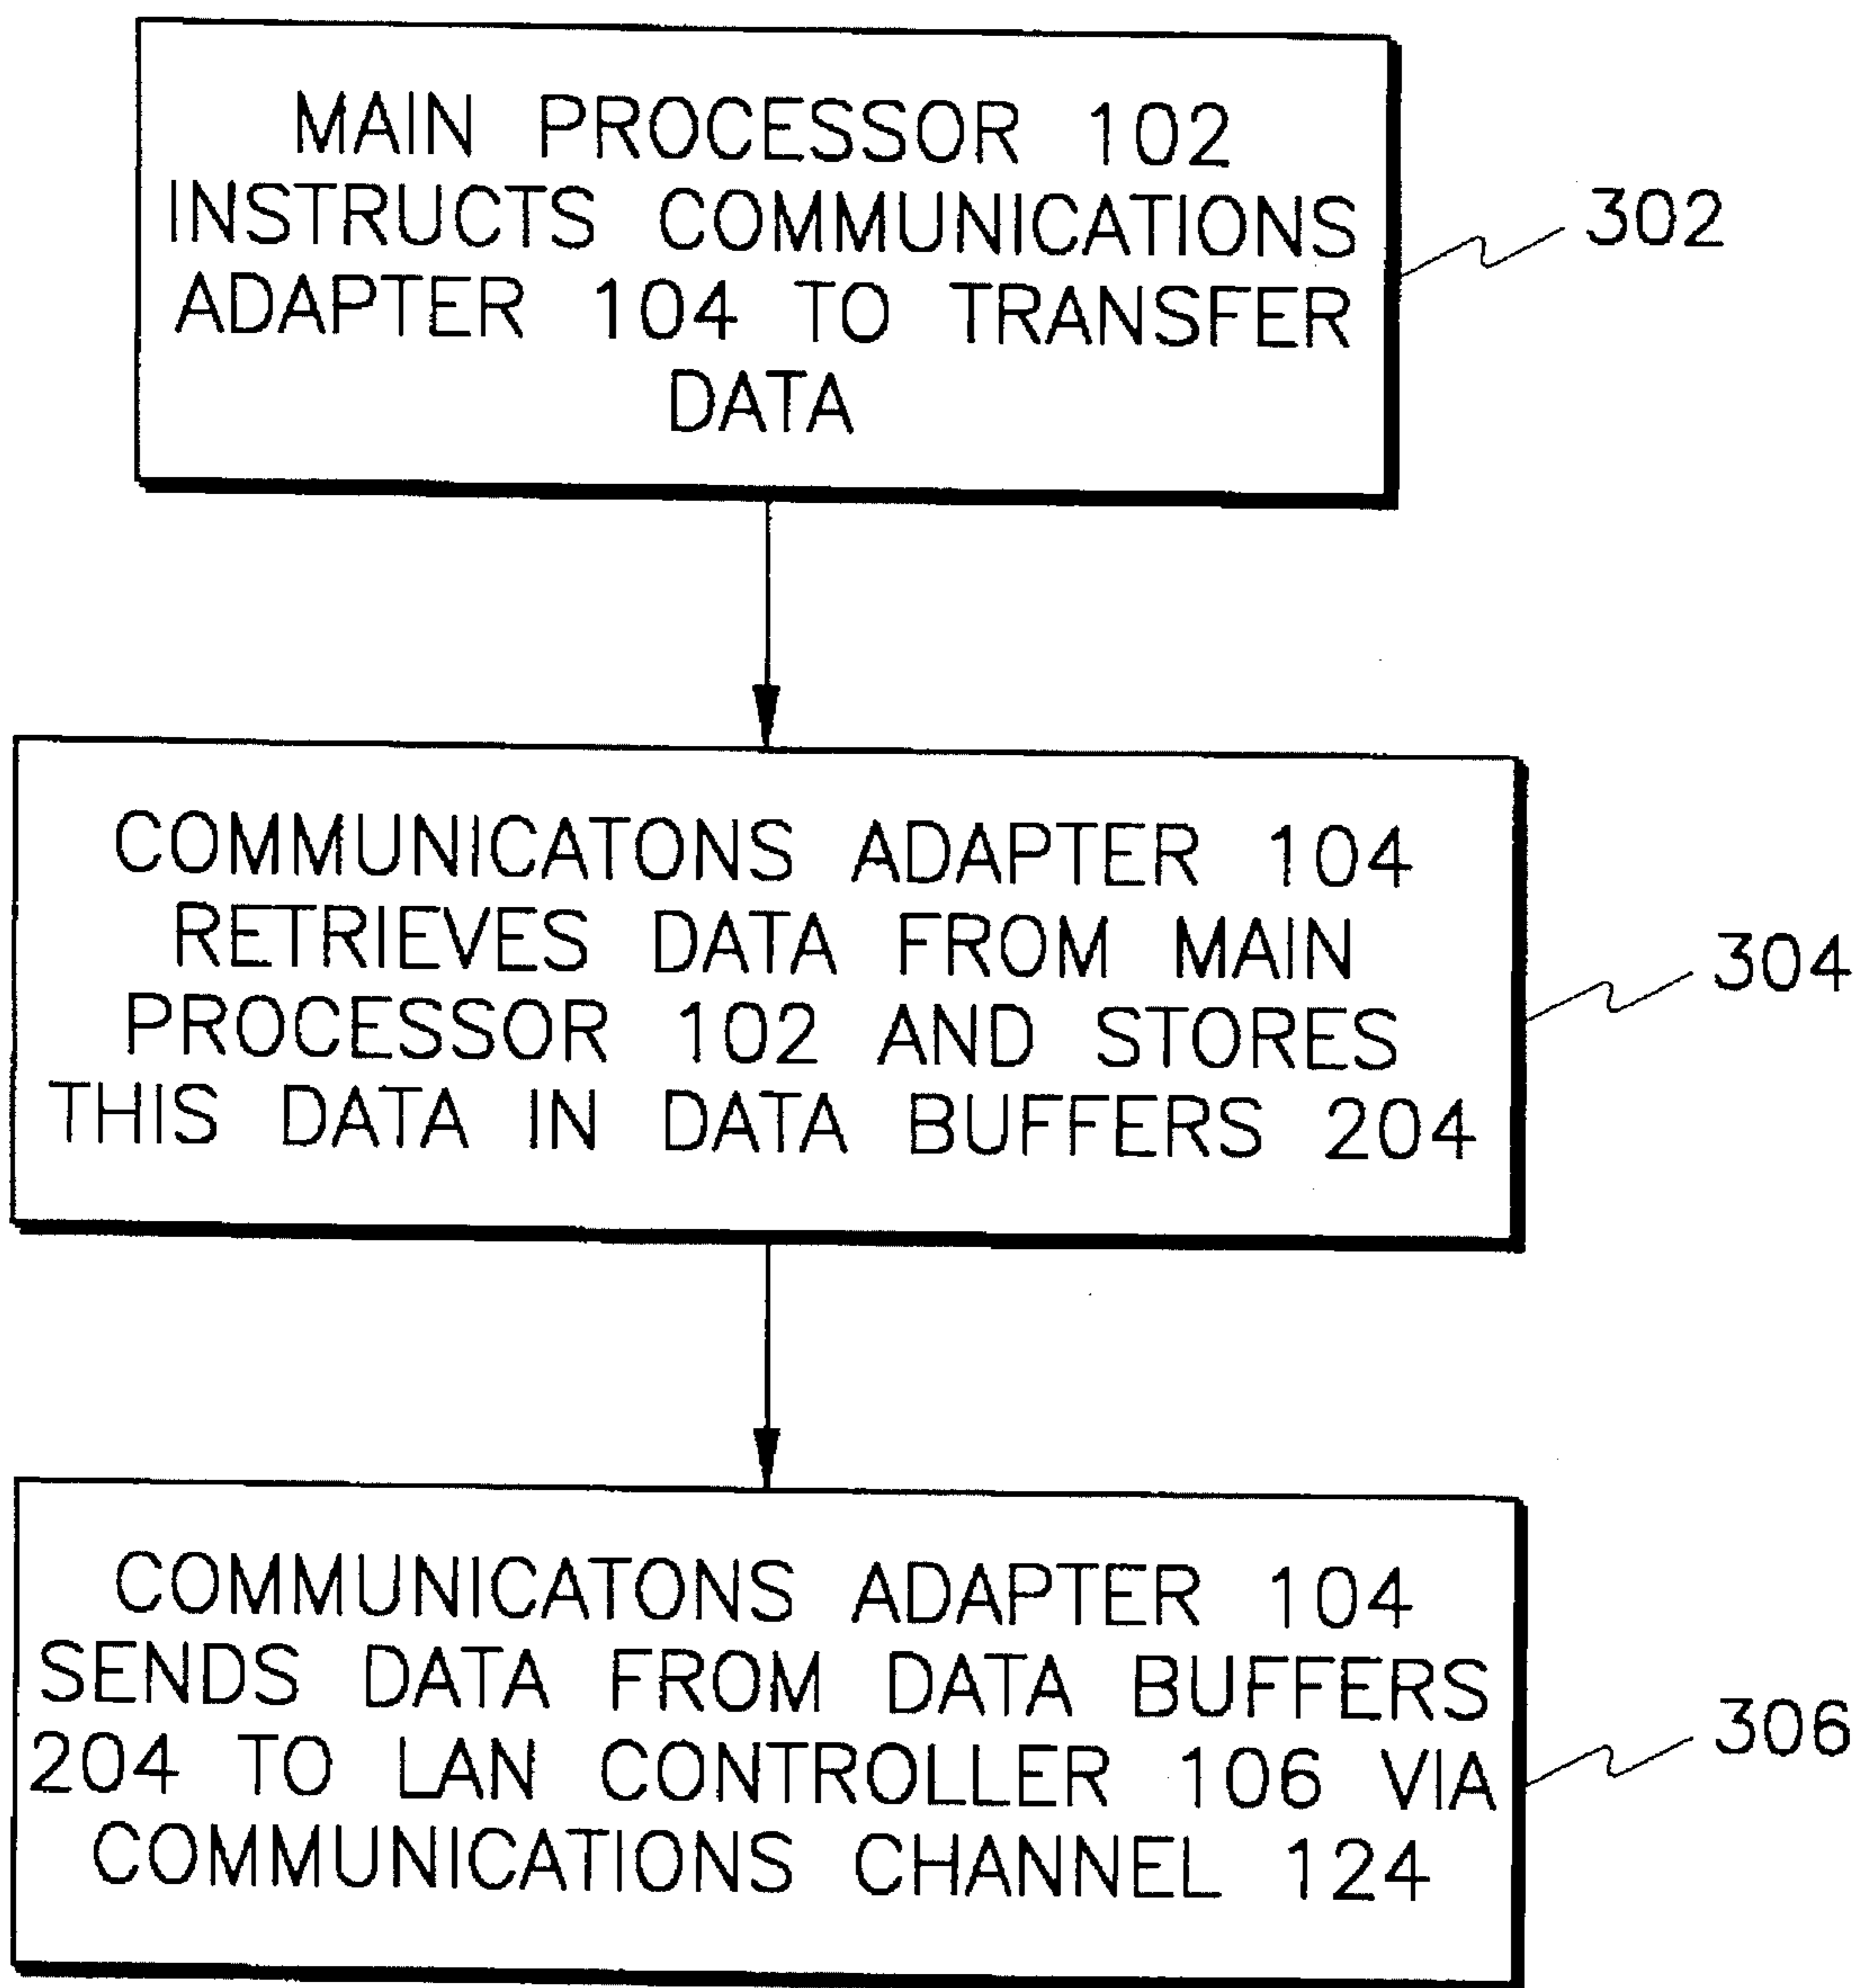 MAIN PROCESSOR 102
INSTRUCTS COMMUNICATIONS
ADAPTER 104 TO TRANSFER
DATA
302
COMMUNICATONS ADAPTER 104
RETRIEVES DATA FROM MAIN
PROCESSOR 102 AND STORES
THIS DATA IN DATA BUFFERS 204
304
COMMUNICATONS ADAPTER 104
SENDS DATA FROM DATA BUFFERS
204 TO LAN CONTROLLER 106 VIA
COMMUNICATIONS CHANNEL 124
306